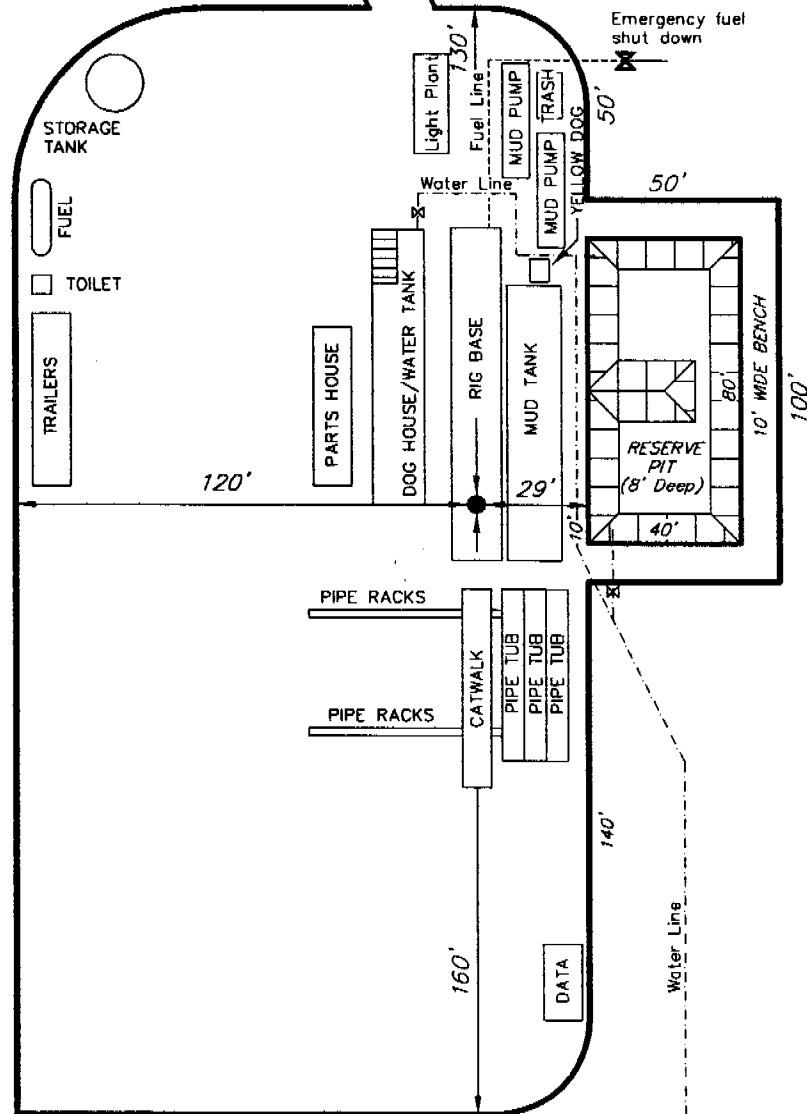 Emergency fuel
shut down
130'
Light Plant
Fuel Line
MUD PUMP
TRASH
50'
STORAGE
TANK
MUD PUMP
YELLOW DOG
Water Line
50'
FUEL
TOILET
TRAILERS
PARTS HOUSE
DOG HOUSE/WATER TANK
RIG BASE
MUD TANK
80'
10' WIDE BENCH
100'
RESERVE
PIT
(8' Deep)
120'
29'
10'
40'
PIPE RACKS
CATWALK
PIPE TUB
PIPE TUB
PIPE TUB
PIPE RACKS
140'
160'
DATA
Water Line